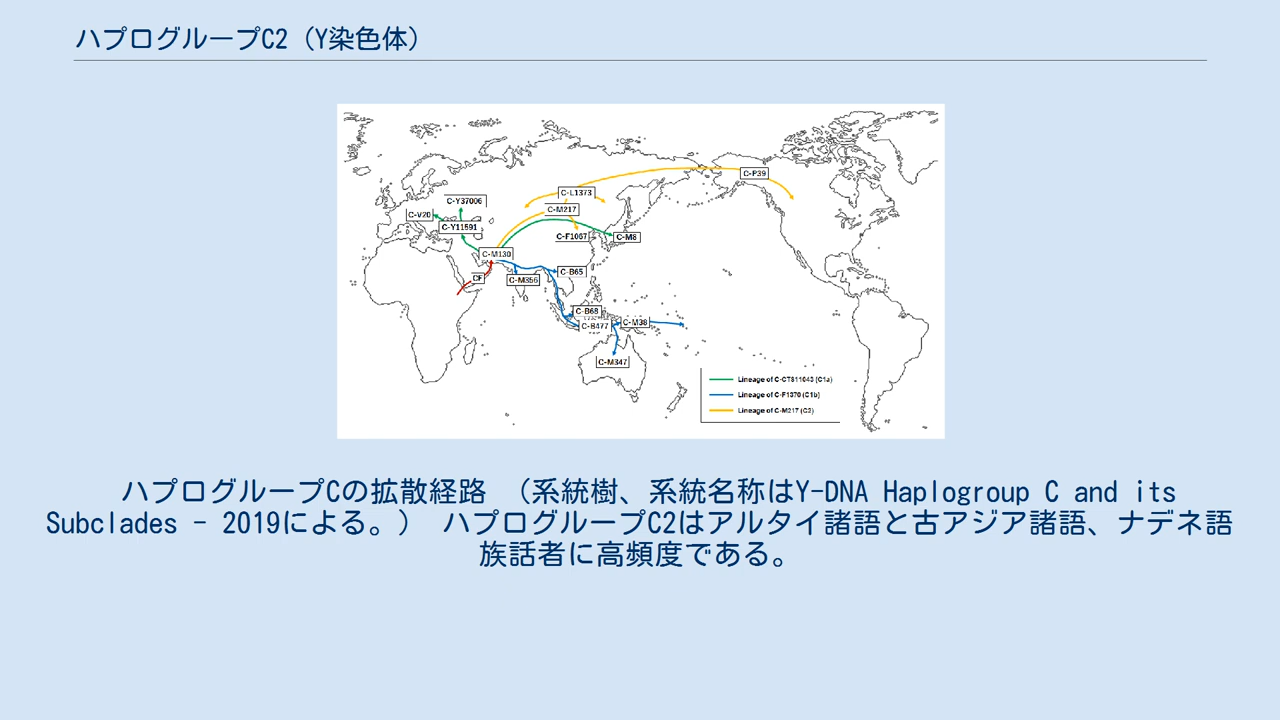 ハプログループC2（Y染色体）
C-P39
C-L1373
C-Y37006
C-M217
C-V20
C-Y11591
C-F1067
C-M8
C-M130
C-B65
CF
C-M356
C-B68
C-M38
C-B477
C-M347
Lineage of C-CTS11043 (C1a)
Lineage of C-F1370 (C1b)
Lineage of C-M217 (C2)
ハプログループCの拡散経路 （系統樹、系統名称はY-DNA Haplogroup C and its
Subclades - 2019による。） ハプログループC2はアルタイ諸語と古アジア諸語、ナデネ語
族話者に高頻度である。